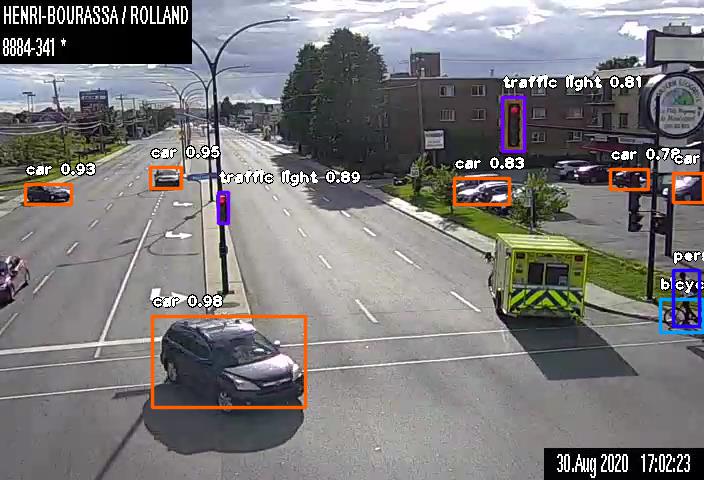 HENRI-BOURASSA / ROLLAND
8884-341 *
traffic light 0.81
car 0.95
car 0.93
car 0.83
car 0.78
car
traffic light 0.89
pers
bicyc
car 0.98
30.Aug 2020 17:02:23